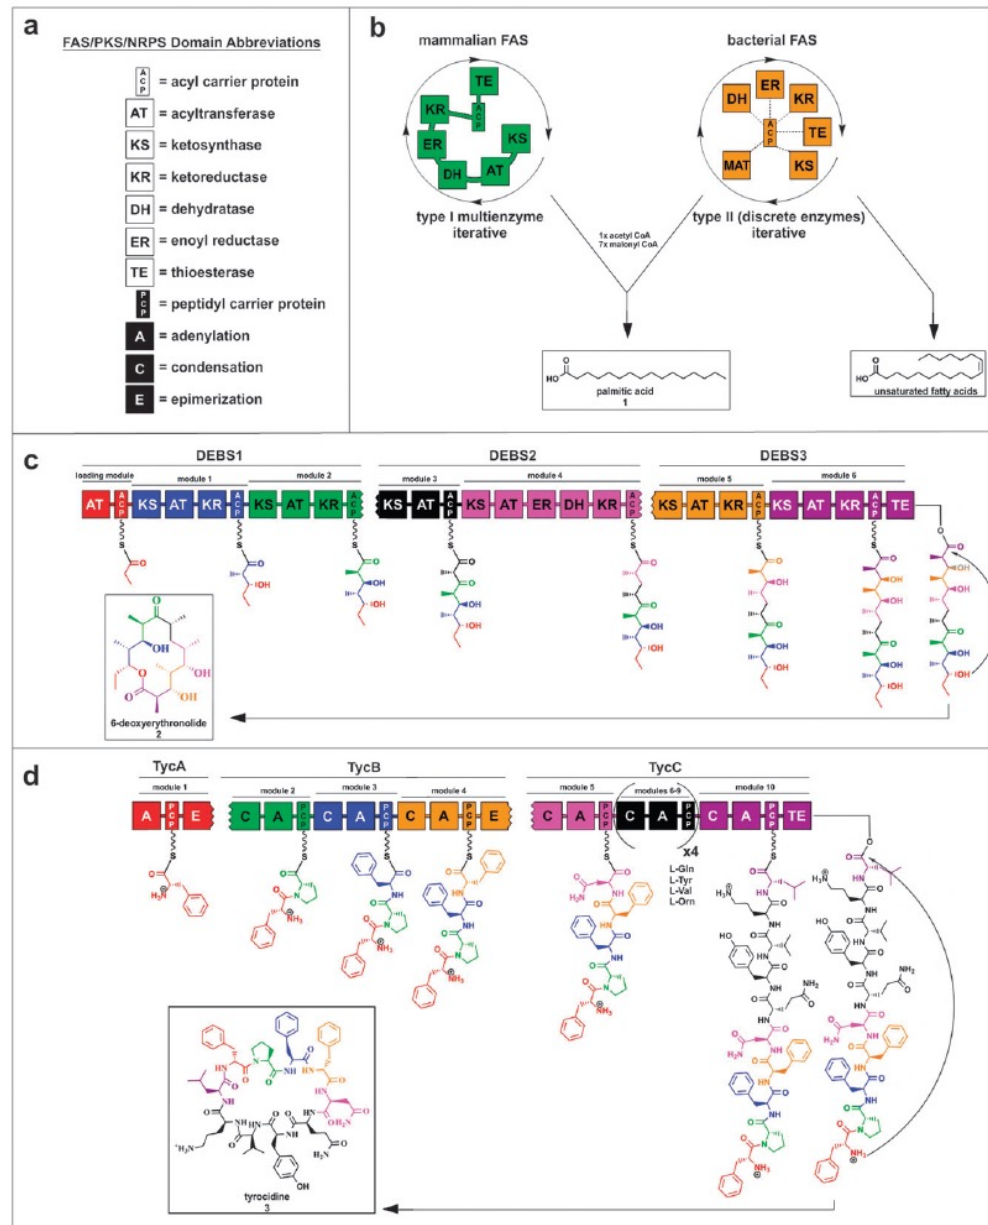 a
FAS/PKS/NRPS Domain Abbreviations
ACP = acyl carrier protein
AT = acyltransferase
KS = ketosynthase
KR = ketoreductase
DH = dehydratase
ER = enoyl reductase
TE = thioesterase
PCP = peptidyl carrier protein
A = adenylation
C = condensation
E = epimerization
b
mammalian FAS
TE
KR
ACP
ER
KS
DH
AT
type I multienzyme
iterative
bacterial FAS
ER
DH
KR
ACP
TE
MAT
KS
type II (discrete enzymes)
iterative
1x acetyl CoA
7x malonyl CoA
O
HO
palmitic acid
1
O
HO
unsaturated fatty acids
c
DEBS1
DEBS2
DEBS3
loading module
module 1
module 2
module 3
module 4
module 5
module 6
AT ACP KS AT KR ACP KS AT KR ACP
KS AT ACP KS AT ER DH KR ACP
KS AT KR ACP KS AT KR ACP TE
S S S S S S S O
O OH
6-deoxyerythronolide
2
d
TycA
TycB
TycC
module 1
module 2
module 3
module 4
module 5
modules 6-9
module 10
A PCP E
C A PCP C A PCP C A PCP E
C A PCP C A PCP C A PCP TE
x4
L-Gln
L-Tyr
L-Val
L-Orn
S S S S S S O
tyrocidine
3